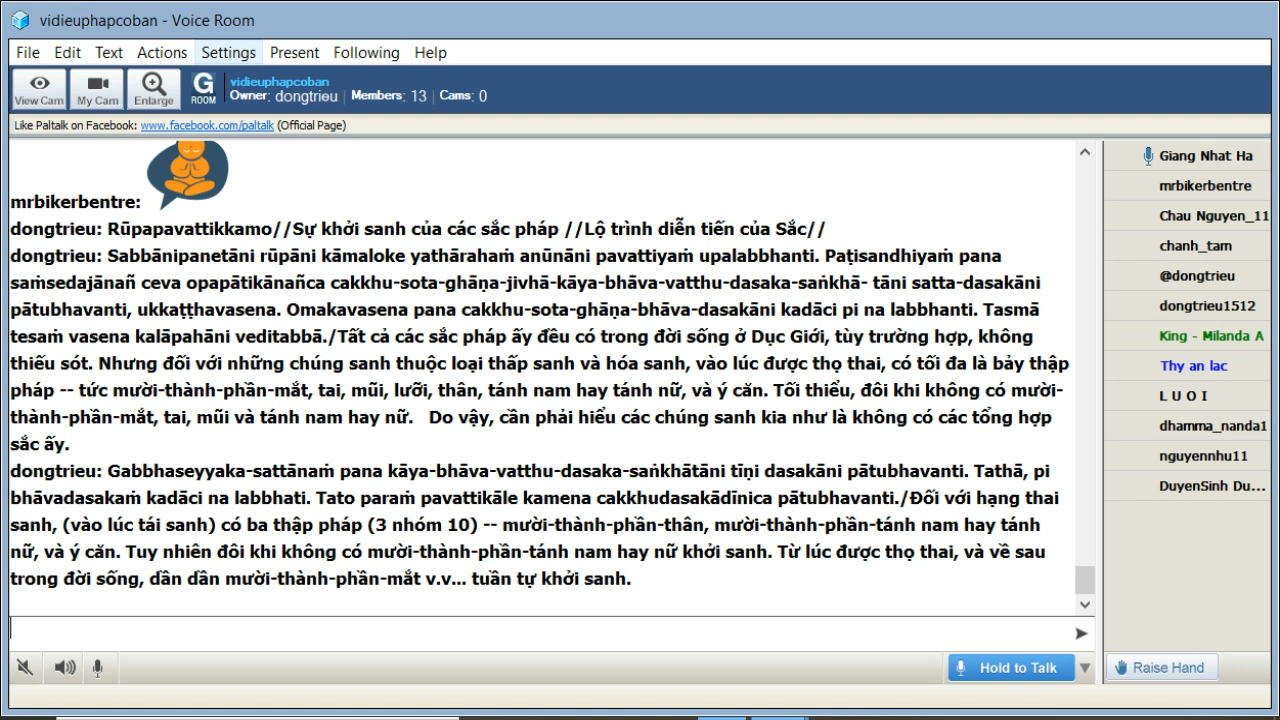 vidieuphapcoban - Voice Room
File Edit Text Actions Settings Present Following Help
View Cam My Cam Enlarge G ROOM
vidieuphapcoban
Owner: dongtrieu | Members: 13 | Cams: 0
Like Paltalk on Facebook: www.facebook.com/paltalk (Official Page)
mrbikerbentre:
dongtrieu: Rūpapavattikkamo//Sự khởi sanh của các sắc pháp //Lộ trình diễn tiến của Sắc//
dongtrieu: Sabbānipanetāni rūpāni kāmaloke yathārahaṁ anūnāni pavattiyaṁ upalabbhanti. Paṭisandhiyaṁ pana
saṁsedajānañ ceva opapātikānañca cakkhu-sota-ghāṇa-jivhā-kāya-bhāva-vatthu-dasaka-saṅkhā- tāni satta-dasakāni
pātubhavanti, ukkaṭṭhavasena. Omakavasena pana cakkhu-sota-ghāṇa-bhāva-dasakāni kadāci pi na labbhanti. Tasmā
tesaṁ vasena kalāpahāni veditabbā./Tất cả các sắc pháp ấy đều có trong đời sống ở Dục Giới, tùy trường hợp, không
thiếu sót. Nhưng đối với những chúng sanh thuộc loại thấp sanh và hóa sanh, vào lúc được thọ thai, có tối đa là bảy thập
pháp -- tức mười-thành-phần-mắt, tai, mũi, lưỡi, thân, tánh nam hay tánh nữ, và ý căn. Tối thiểu, đôi khi không có mười-
thành-phần-mắt, tai, mũi và tánh nam hay nữ. Do vậy, cần phải hiểu các chúng sanh kia như là không có các tổng hợp
sắc ấy.
dongtrieu: Gabbhaseyyaka-sattānaṁ pana kāya-bhāva-vatthu-dasaka-saṅkhātāni tīṇi dasakāni pātubhavanti. Tathā, pi
bhāvadasakaṁ kadāci na labbhati. Tato paraṁ pavattikāle kamena cakkhudasakādīnica pātubhavanti./Đối với hạng thai
sanh, (vào lúc tái sanh) có ba thập pháp (3 nhóm 10) -- mười-thành-phần-thân, mười-thành-phần-tánh nam hay tánh
nữ, và ý căn. Tuy nhiên đôi khi không có mười-thành-phần-tánh nam hay nữ khởi sanh. Từ lúc được thọ thai, và về sau
trong đời sống, dần dần mười-thành-phần-mắt v.v... tuần tự khởi sanh.
Giang Nhat Ha
mrbikerbentre
Chau Nguyen_11
chanh_tam
@dongtrieu
dongtrieu1512
King - Milanda A
Thy an lac
L U O I
dhamma_nanda1
nguyennhu11
DuyenSinh Du...
Hold to Talk
Raise Hand